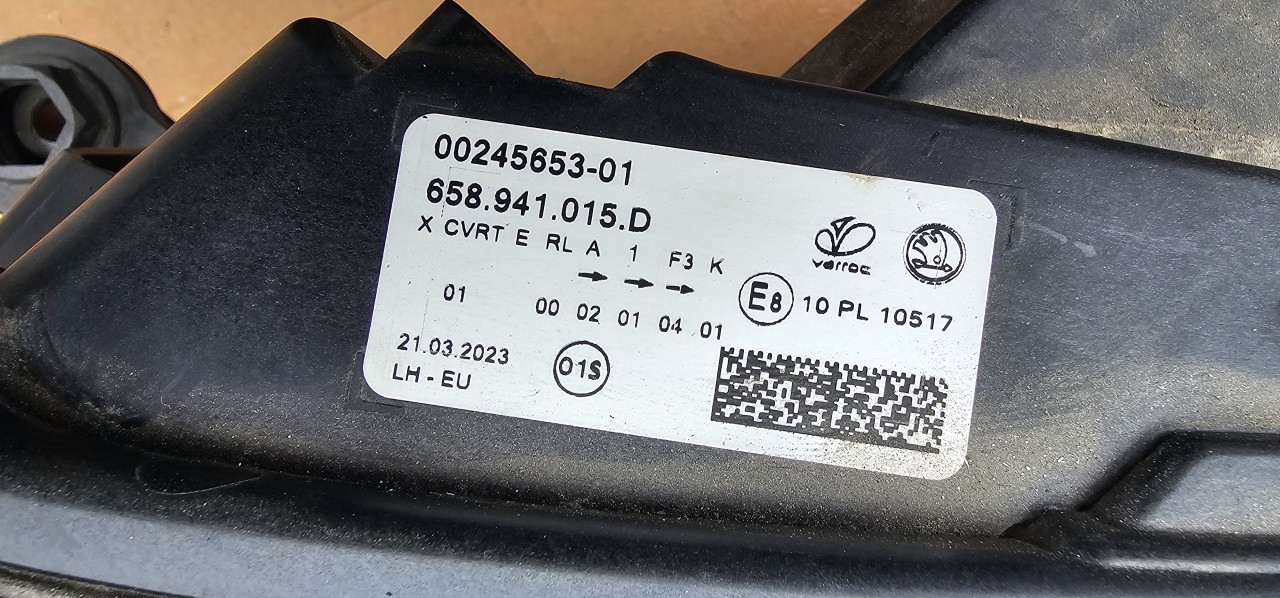 00245653-01
658.941.015.D
X CVRT E RL A 1 F3 K
→ → →
01 00 02 01 04 01
varroc
E8 10 PL 10517
21.03.2023
LH - EU
01S